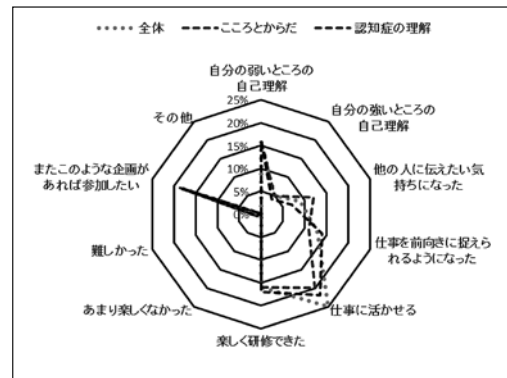 全体
こころとからだ
認知症の理解
自分の弱いところの
自己理解
自分の強いところの
自己理解
他の人に伝えたい気
持ちになった
仕事を前向きに捉えら
れるようになった
仕事に活かせる
楽しく研修できた
あまり楽しくなかった
難しかった
またこのような企画が
あれば参加したい
その他
25%
20%
15%
10%
5%
0%